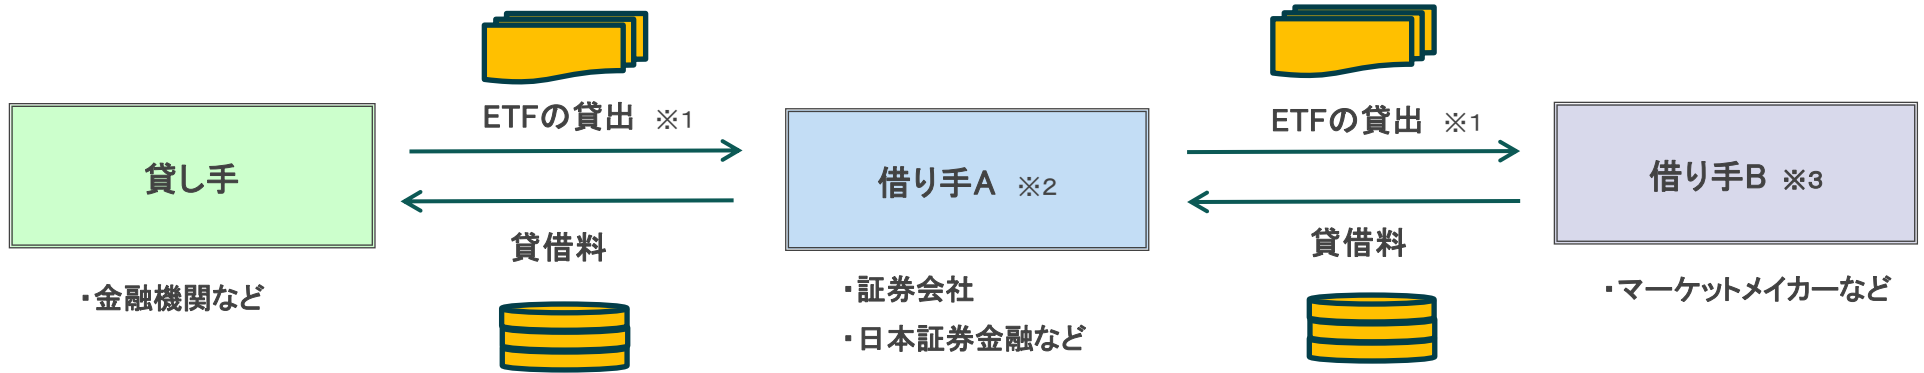 ETFの貸出 ※1
ETFの貸出 ※1
貸し手
借り手A ※2
借り手B ※3
貸借料
貸借料
・金融機関など
・証券会社
・日本証券金融など
・マーケットメイカーなど